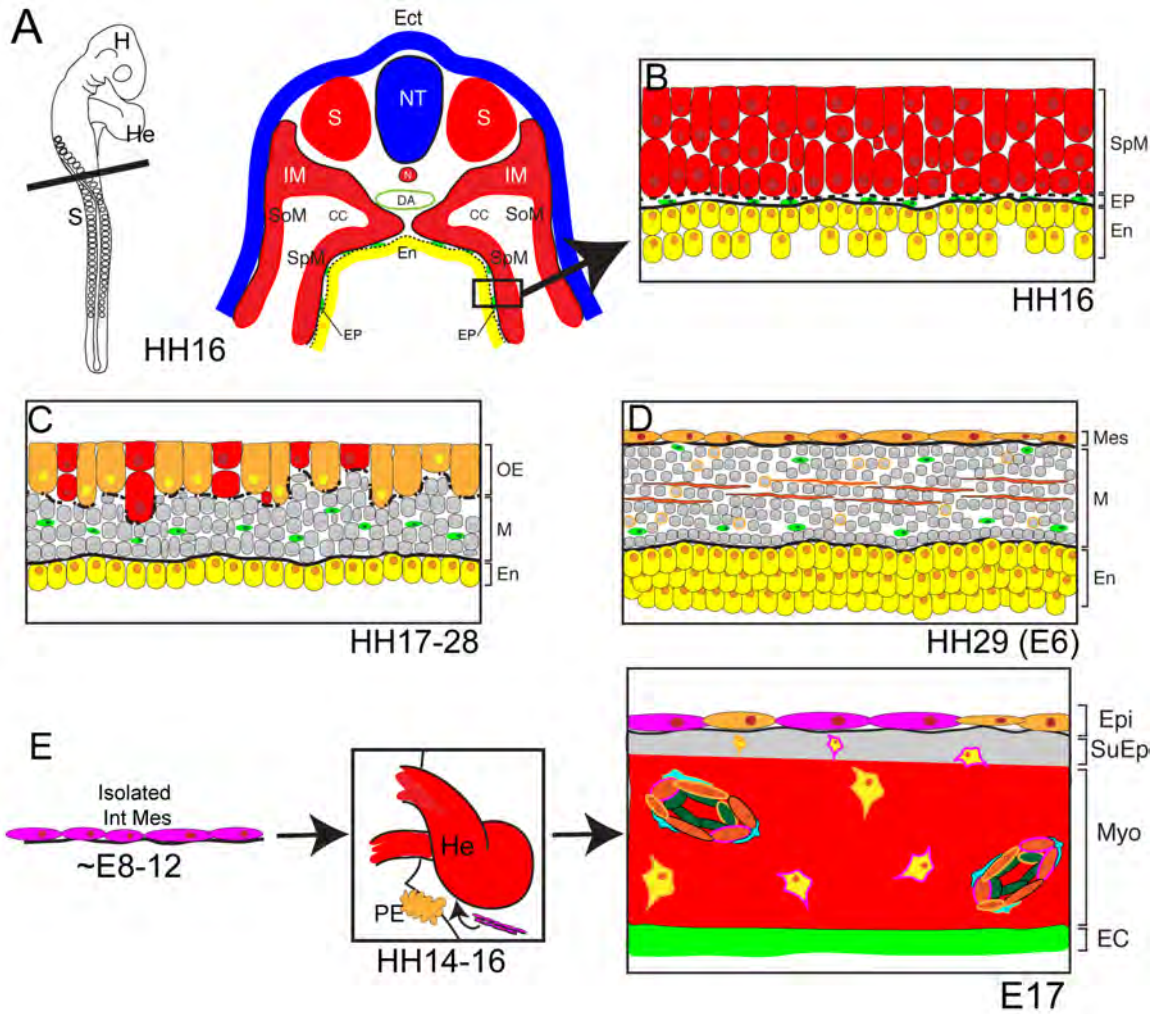 A
H
He
S
HH16
Ect
NT
S
S
N
IM
IM
DA
SoM
CC
CC
SoM
SpM
En
SpM
EP
EP
B
SpM
EP
En
HH16
C
OE
M
En
HH17-28
D
Mes
M
En
HH29 (E6)
E
Isolated
Int Mes
~E8-12
He
PE
HH14-16
Epi
SuEp
Myo
EC
E17